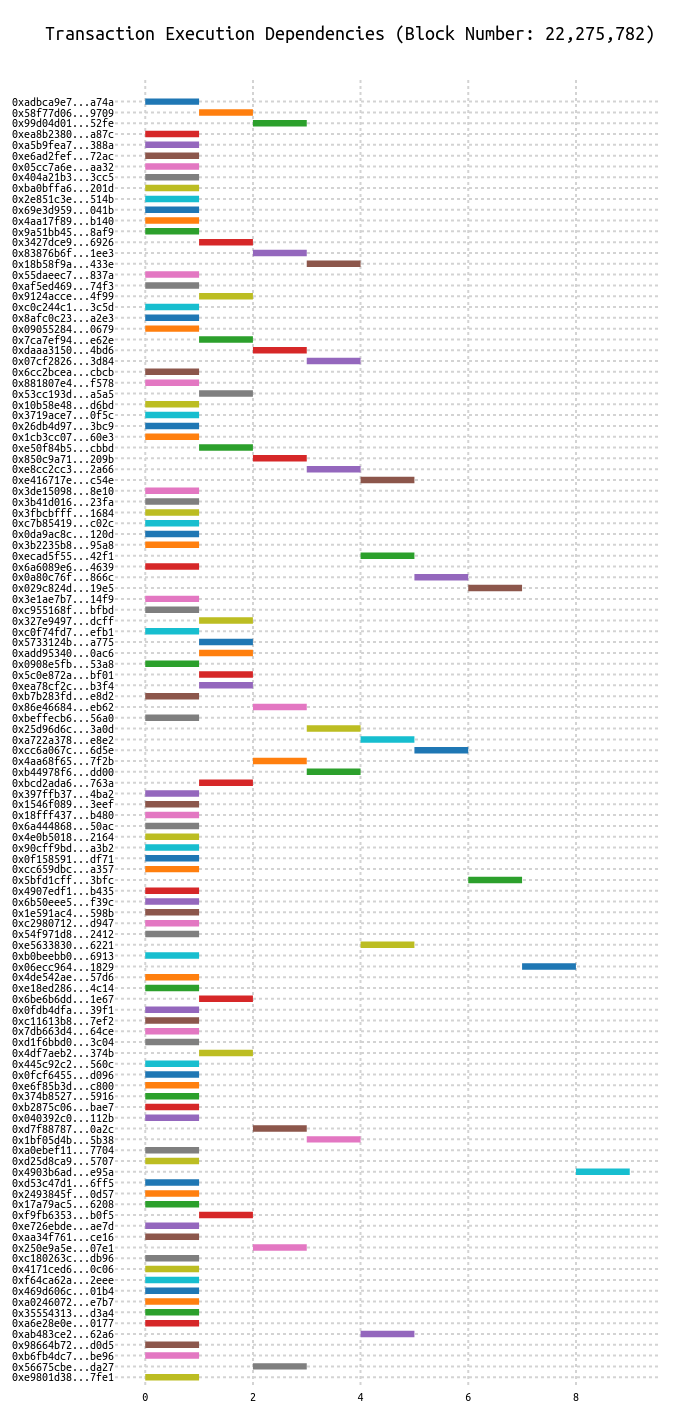 Transaction Execution Dependencies (Block Number: 22,275,782)
0xadbca9e7...a74a
0x58f77d06...9709
0x99d04d01...52fe
0xea8b2380...a87c
0xa5b9fea7...388a
0xe6ad2fef...72ac
0x05cc7a6e...aa32
0x404a21b3...3cc5
0xba0bffa6...201d
0x2e851c3e...514b
0x69e3d959...041b
0x4aa17f89...b140
0x9a51bb45...8af9
0x3427dce9...6926
0x83876b6f...1ee3
0x18b58f9a...433e
0x55daeec7...837a
0xaf5ed469...74f3
0x9124acce...4f99
0xc0c244c1...3c5d
0x8afc0c23...a2e3
0x09055284...0679
0x7ca7ef94...e62e
0xdaaa3150...4bd6
0x07cf2826...3d84
0x6cc2bcea...cbcb
0x881807e4...f578
0x53cc193d...a5a5
0x10b58e48...d6bd
0x3719ace7...0f5c
0x26db4d97...3bc9
0x1cb3cc07...60e3
0xe50f84b5...cbbd
0x850c9a71...209b
0xe8cc2cc3...2a66
0xe416717e...c54e
0x3de15098...8e10
0x3b41d016...23fa
0x3fbcbfff...1684
0xc7b85419...c02c
0x0da9ac8c...120d
0x3b2235b8...95a8
0xecad5f55...42f1
0x6a6089e6...4639
0x0a80c76f...866c
0x029c824d...19e5
0x3e1ae7b7...14f9
0xc955168f...bfbd
0x327e9497...dcff
0xc0f74fd7...efb1
0x5733124b...a775
0xadd95340...0ac6
0x0908e5fb...53a8
0x5c0e872a...bf01
0xea78cf2c...b3f4
0xb7b283fd...e8d2
0x86e46684...eb62
0xbeffecb6...56a0
0x25d96d6c...3a0d
0xa722a378...e8e2
0xcc6a067c...6d5e
0x4aa68f65...7f2b
0xb44978f6...dd00
0xbcd2ada6...763a
0x397ffb37...4ba2
0x1546f089...3eef
0x18fff437...b480
0x6a444868...50ac
0x4e0b5018...2164
0x90cff9bd...a3b2
0x0f158591...df71
0xcc659dbc...a357
0x5bfd1cff...3bfc
0x4907edf1...b435
0x6b50eee5...f39c
0x1e591ac4...598b
0xc2980712...d947
0x54f971d8...2412
0xe5633830...6221
0xb0beebb0...6913
0x06ecc964...1829
0x4de542ae...57d6
0xe18ed286...4c14
0x6be6b6dd...1e67
0x0fdb4dfa...39f1
0xc11613b8...7ef2
0x7db663d4...64ce
0xd1f6bbd0...3c04
0x4df7aeb2...374b
0x445c92c2...560c
0x0fcf6455...d096
0xe6f85b3d...c800
0x374b8527...5916
0xb2875c06...bae7
0x040392c0...112b
0xd7f88787...0a2c
0x1bf05d4b...5b38
0xa0ebef11...7704
0xd25d8ca9...5707
0x4903b6ad...e95a
0xd53c47d1...6ff5
0x2493845f...0d57
0x17a79ac5...6208
0xf9fb6353...b0f5
0xe726ebde...ae7d
0xaa34f761...ce16
0x250e9a5e...07e1
0xc180263c...db96
0x4171ced6...0c06
0xf64ca62a...2eee
0x469d606c...01b4
0xa0246072...e7b7
0x35554313...d3a4
0xa6e28e0e...0177
0xab483ce2...62a6
0x98664b72...d0d5
0xb6fb4dc7...be96
0x56675cbe...da27
0xe9801d38...7fe1
0 2 4 6 8